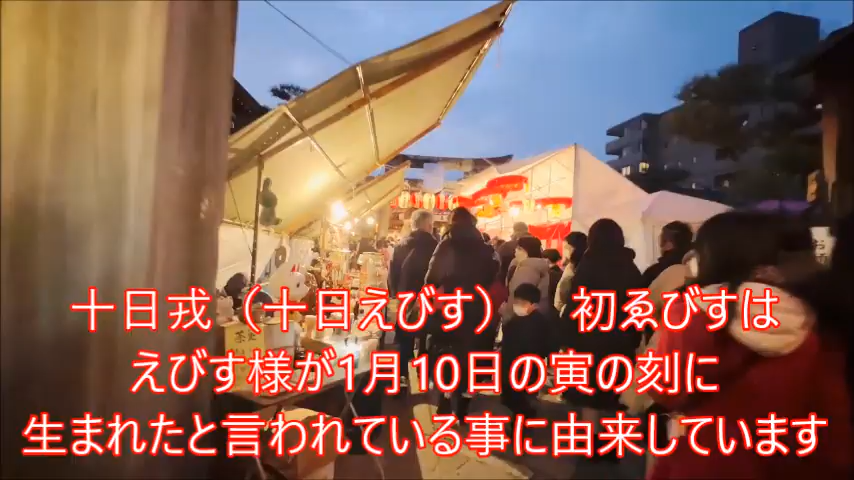 十日戎（十日えびす）　初ゑびすは
えびす様が1月10日の寅の刻に
生まれたと言われている事に由来しています